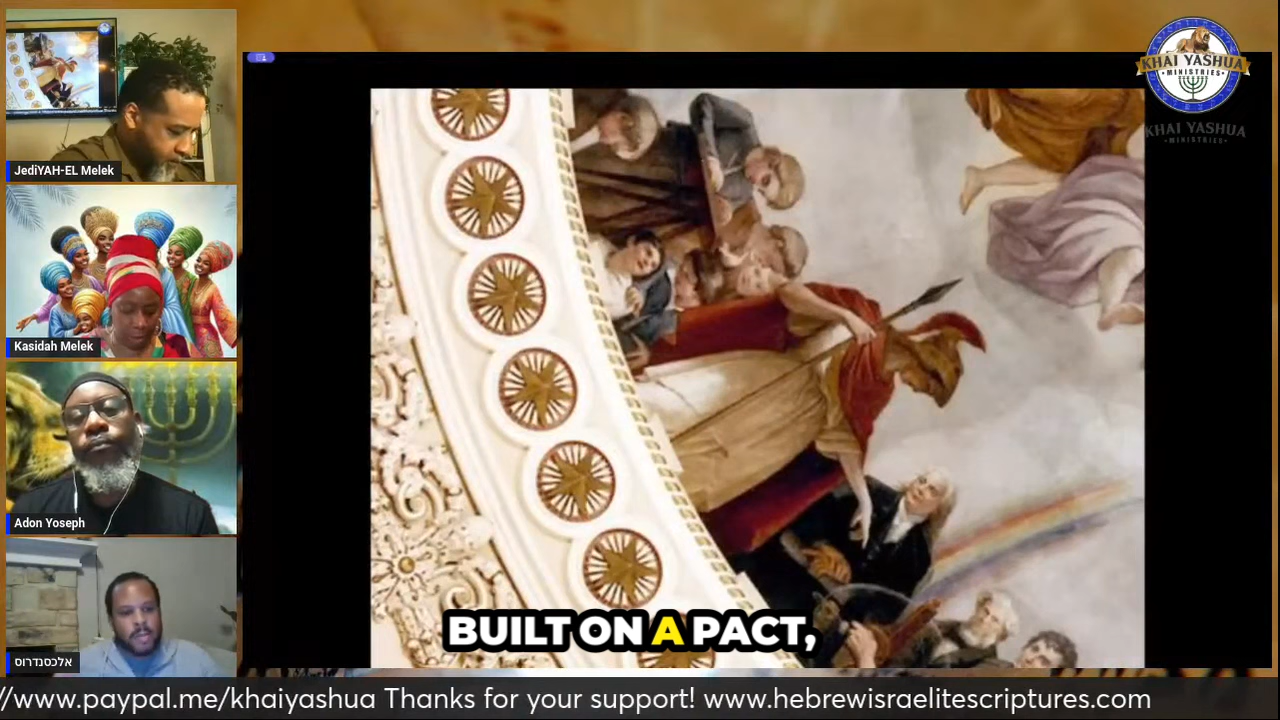 KHAI YASHUA
• MINISTRIES •
KHAI YASHUA
• MINISTRIES •
JediYAH-EL Melek
Kasidah Melek
Adon Yoseph
אלכסנדרוס
BUILT ON A PACT,
//www.paypal.me/khaiyashua Thanks for your support! www.hebrewisraelitescriptures.com